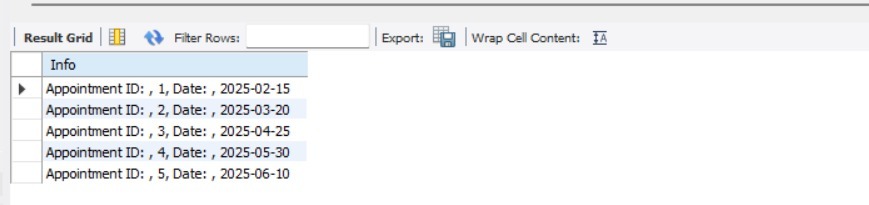 Result Grid Filter Rows: Export: Wrap Cell Content: IA
Info
Appointment ID: , 1, Date: , 2025-02-15
Appointment ID: , 2, Date: , 2025-03-20
Appointment ID: , 3, Date: , 2025-04-25
Appointment ID: , 4, Date: , 2025-05-30
Appointment ID: , 5, Date: , 2025-06-10